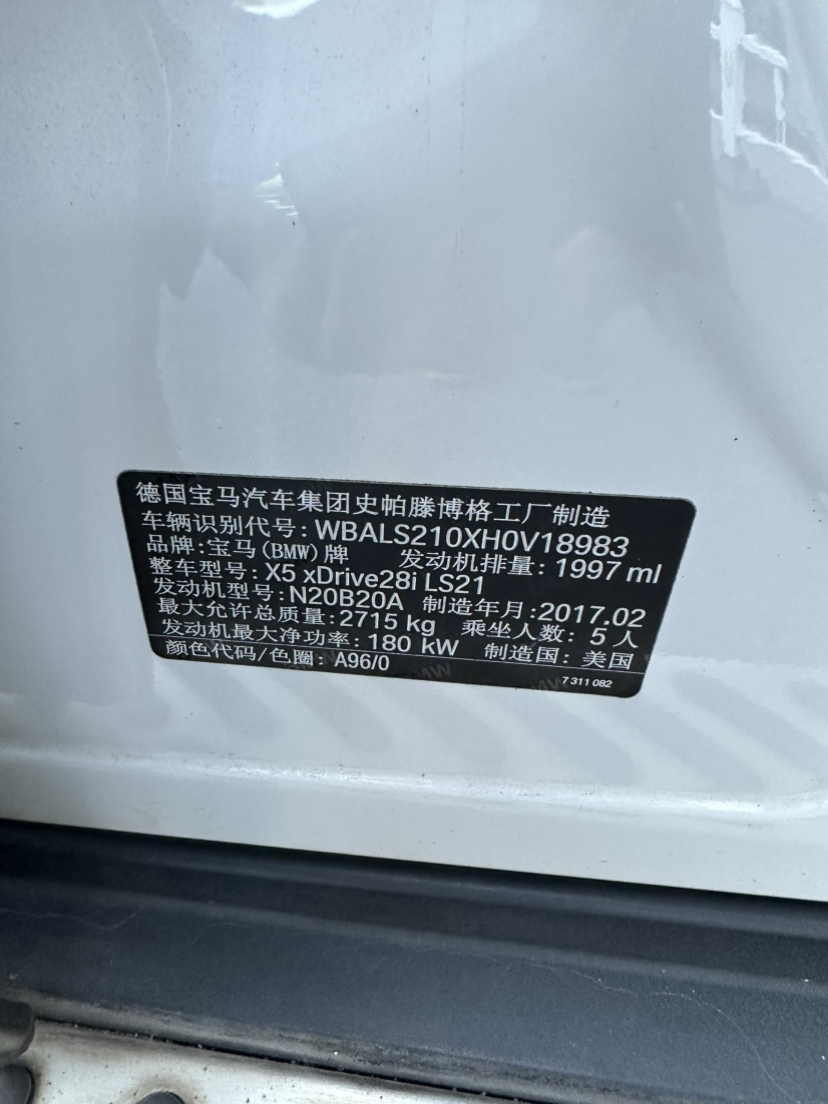 德国宝马汽车集团史帕滕博格工厂制造
车辆识别代号: WBALS210XH0V18983
品牌: 宝马(BMW)牌 发动机排量: 1997 ml
整车型号: X5 xDrive28i LS21
发动机型号: N20B20A 制造年月: 2017.02
最大允许总质量: 2715 kg 乘坐人数: 5 人
发动机最大净功率: 180 kW 制造国: 美国
颜色代码/色圈: A96/0
7 311 082